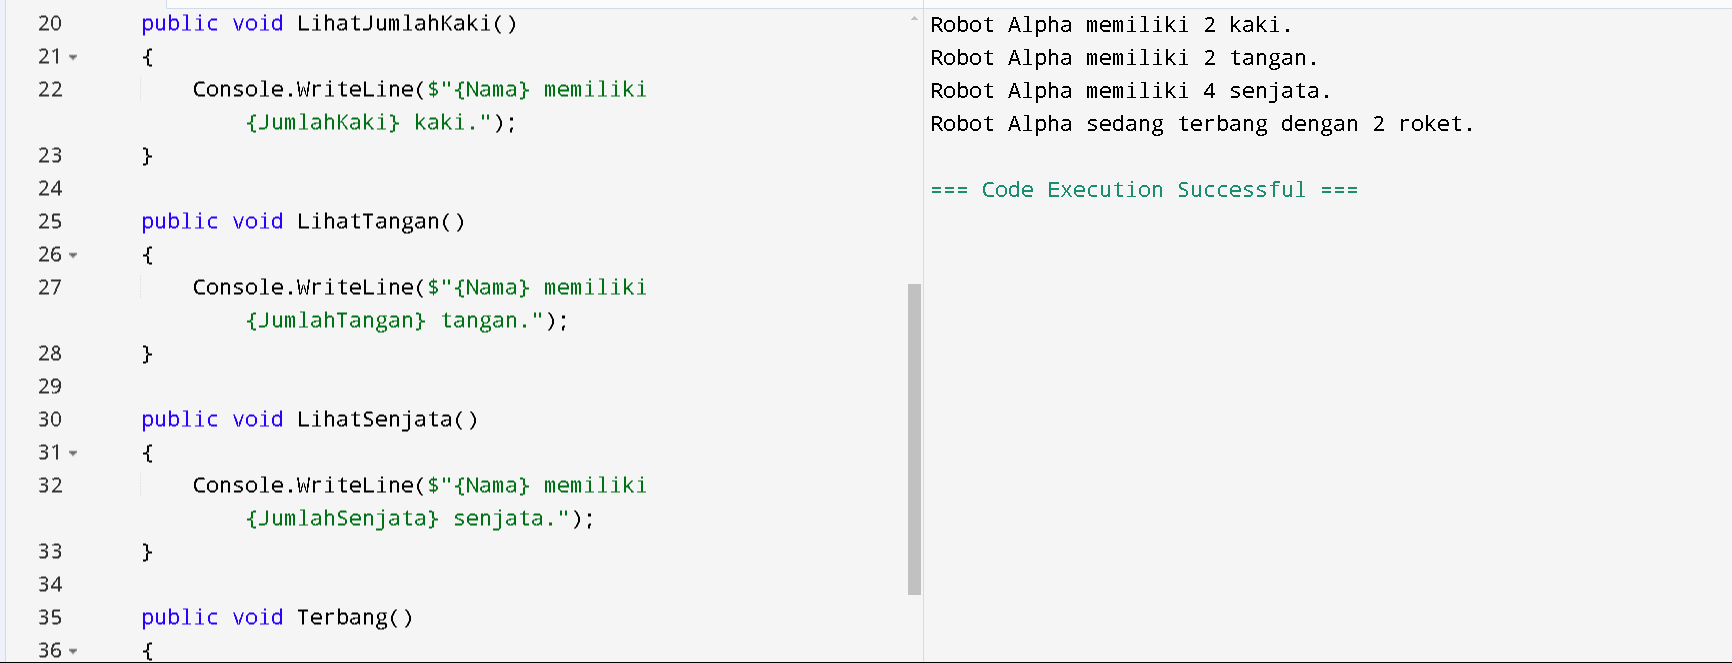 20 public void LihatJumlahKaki()
21 {
22 Console.WriteLine($"{Nama} memiliki
{JumlahKaki} kaki.");
23 }
24
25 public void LihatTangan()
26 {
27 Console.WriteLine($"{Nama} memiliki
{JumlahTangan} tangan.");
28 }
29
30 public void LihatSenjata()
31 {
32 Console.WriteLine($"{Nama} memiliki
{JumlahSenjata} senjata.");
33 }
34
35 public void Terbang()
36 {
Robot Alpha memiliki 2 kaki.
Robot Alpha memiliki 2 tangan.
Robot Alpha memiliki 4 senjata.
Robot Alpha sedang terbang dengan 2 roket.
=== Code Execution Successful ===